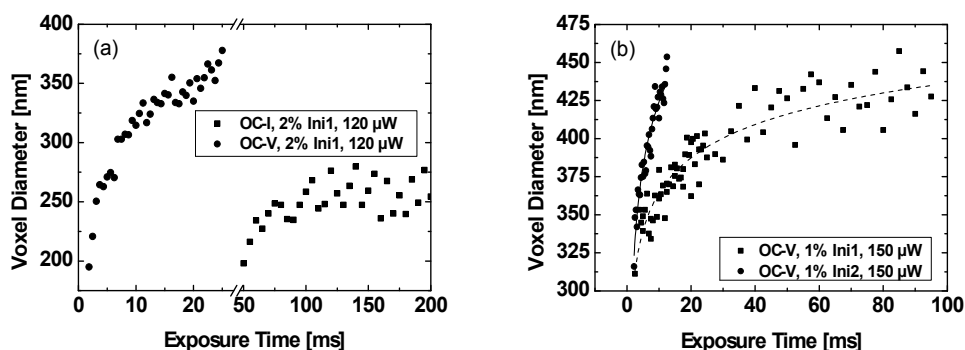 (a)
400
350
300
250
200
Voxel Diameter [nm]
OC-I, 2% Ini1, 120 µW
OC-V, 2% Ini1, 120 µW
0 10 20 50 100 150 200
Exposure Time [ms]
(b)
450
425
400
375
350
325
300
Voxel Diameter [nm]
OC-V, 1% Ini1, 150 µW
OC-V, 1% Ini2, 150 µW
0 20 40 60 80 100
Exposure Time [ms]